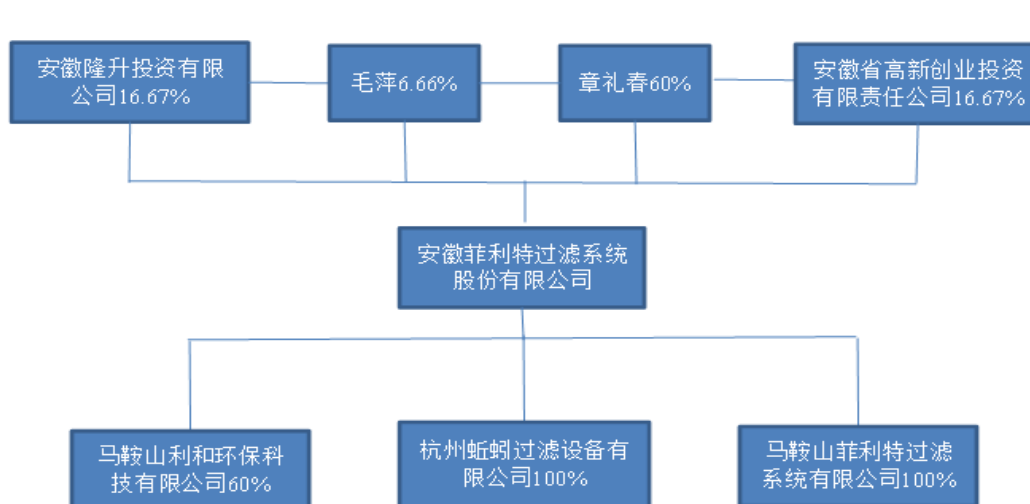 安徽隆升投资有限
公司16.67%
毛萍6.66%
章礼春60%
安徽省高新创业投资
有限责任公司16.67%
安徽菲利特过滤系统
股份有限公司
马鞍山利和环保科
技有限公司60%
杭州蚯蚓过滤设备有
限公司100%
马鞍山菲利特过滤
系统有限公司100%